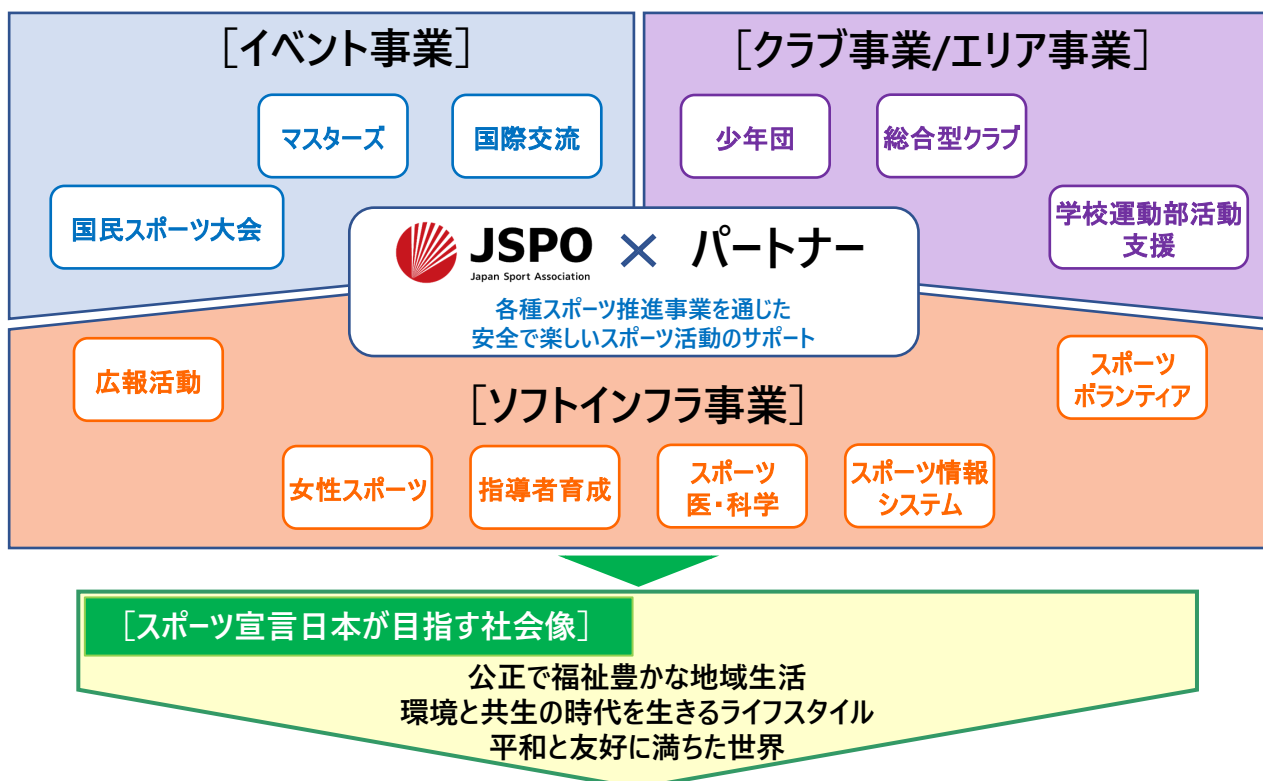 [イベント事業]
マスターズ
国際交流
国民スポーツ大会
[クラブ事業/エリア事業]
少年団
総合型クラブ
学校運動部活動
支援
JSPO × パートナー
Japan Sport Association
各種スポーツ推進事業を通じた
安全で楽しいスポーツ活動のサポート
広報活動
[ソフトインフラ事業]
スポーツ
ボランティア
女性スポーツ
指導者育成
スポーツ
医・科学
スポーツ情報
システム
[スポーツ宣言日本が目指す社会像]
公正で福祉豊かな地域生活
環境と共生の時代を生きるライフスタイル
平和と友好に満ちた世界